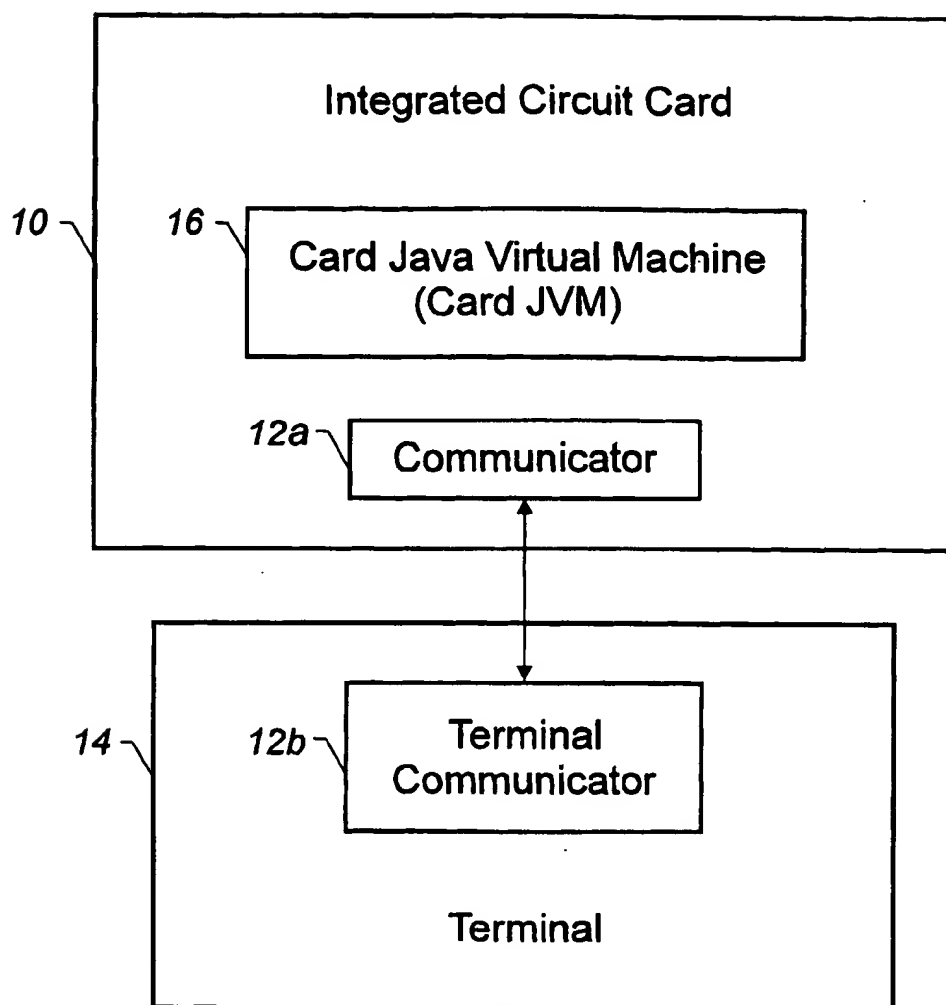 Integrated Circuit Card
10
16
Card Java Virtual Machine
(Card JVM)
12a
Communicator
14
12b
Terminal
Communicator
Terminal